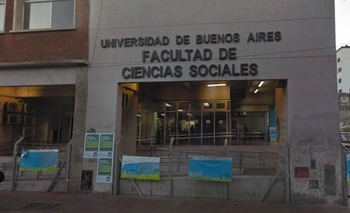 UNIVERSIDAD DE BUENOS AIRES
FACULTAD DE
CIENCIAS SOCIALES